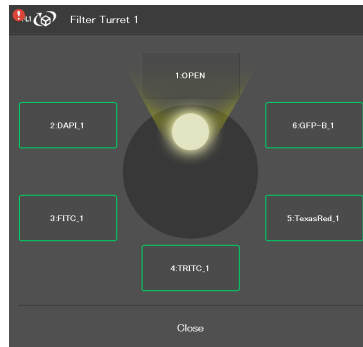 Filter Turret 1
1:OPEN
2:DAPI_1
6:GFP-B_1
3:FITC_1
5:TexasRed_1
4:TRITC_1
Close